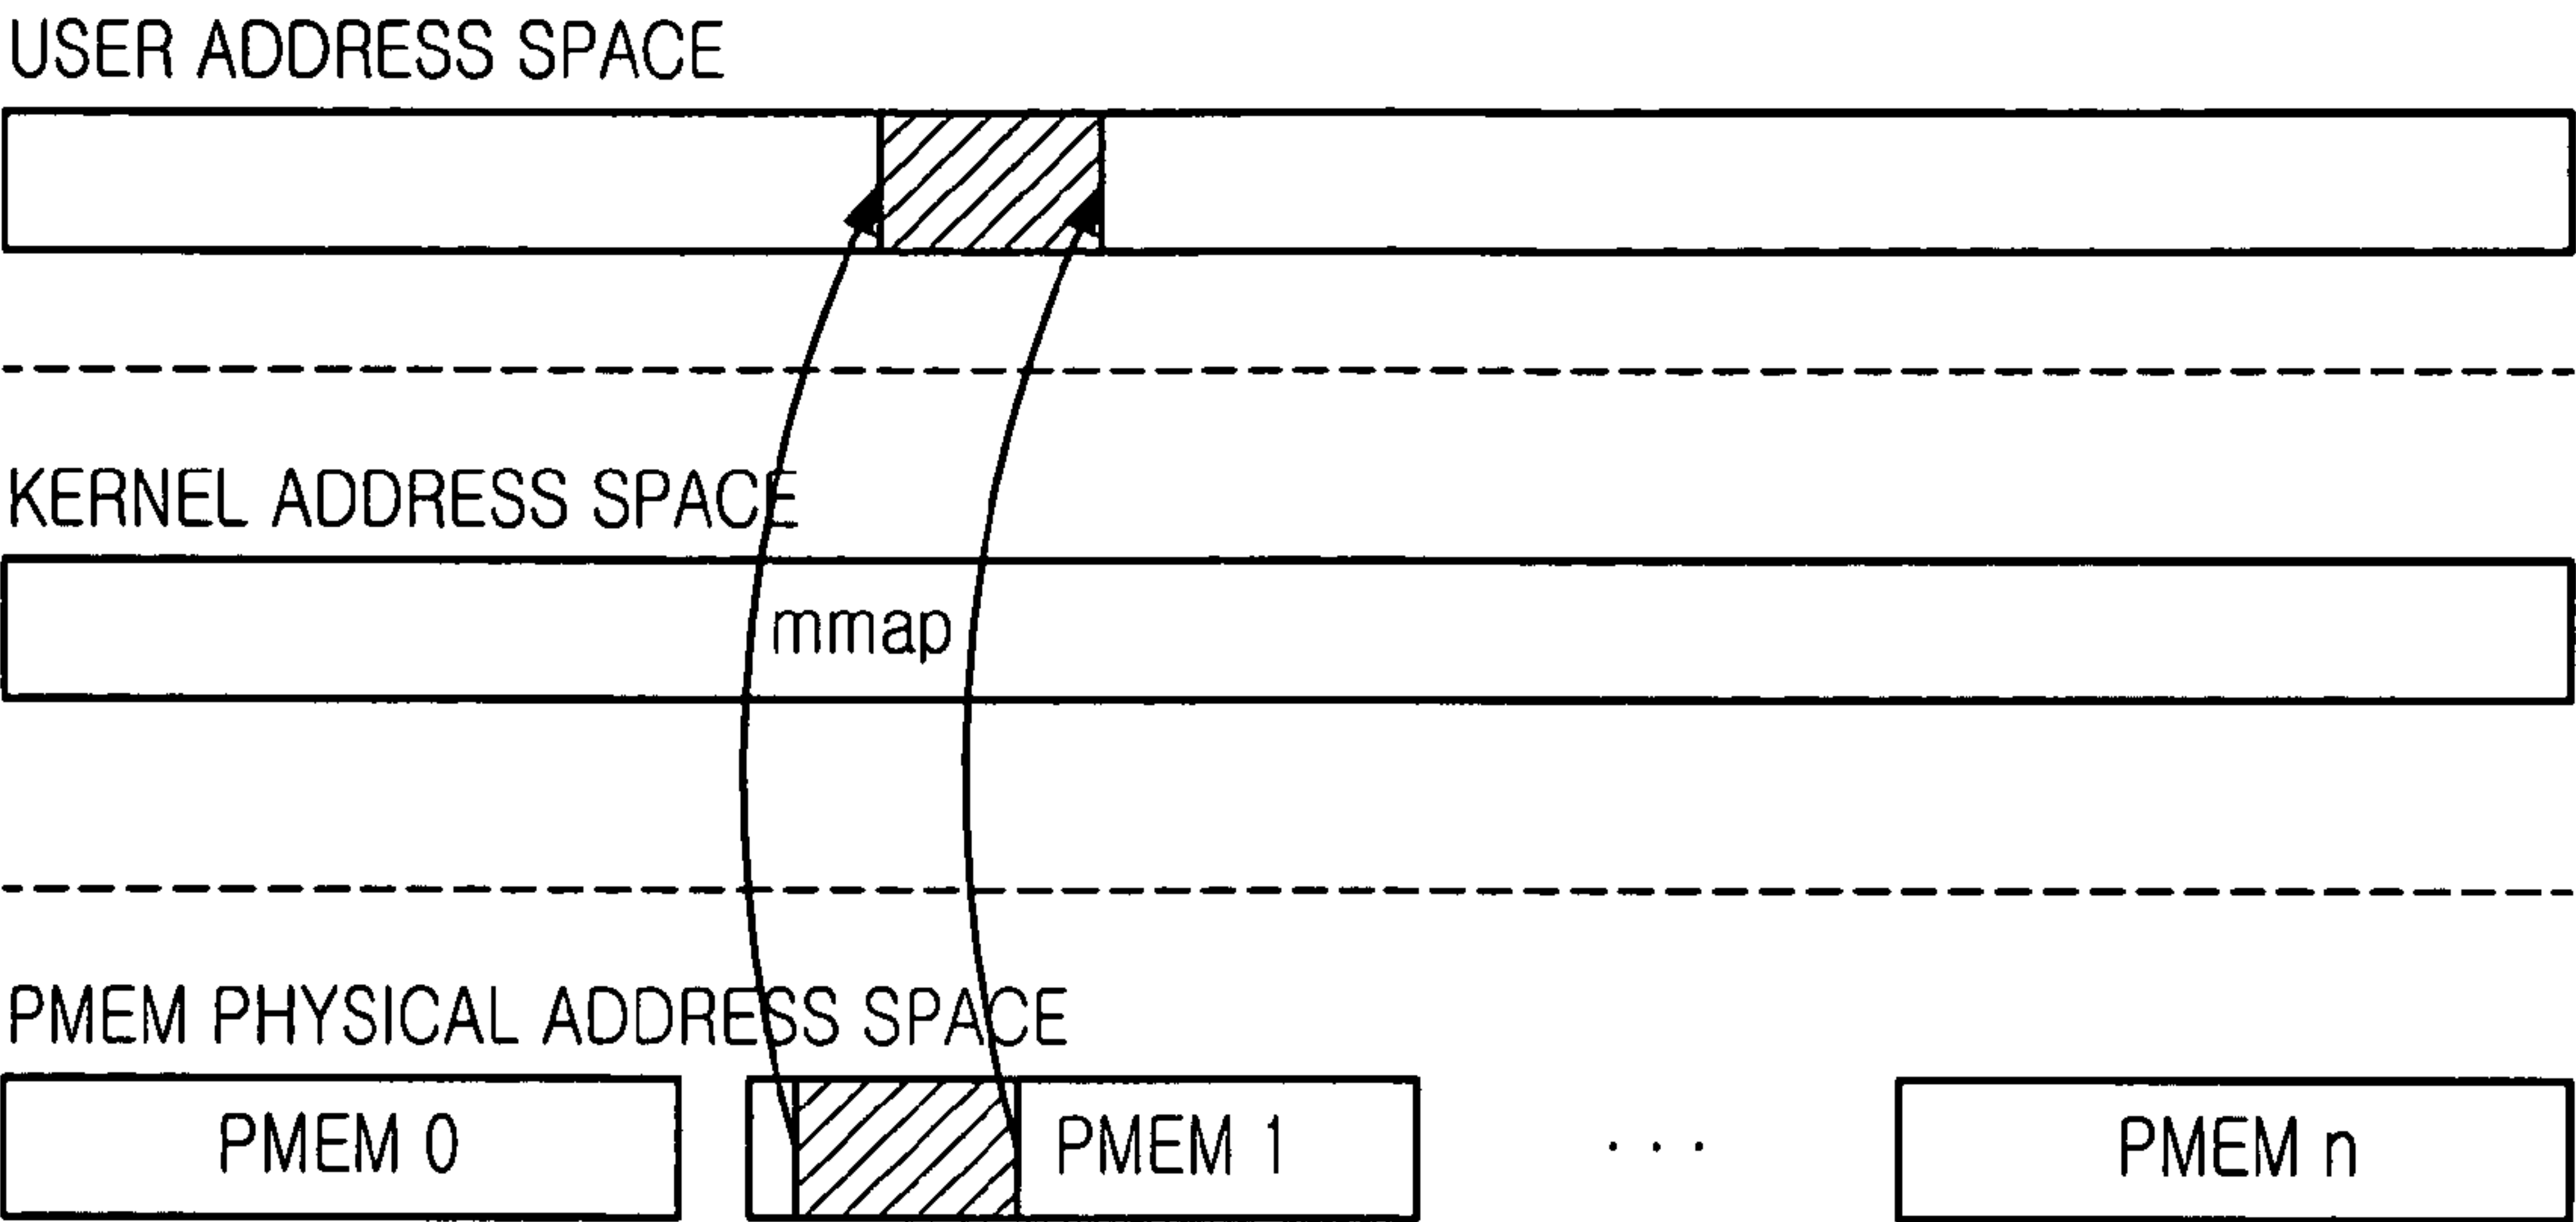 USER ADDRESS SPACE
KERNEL ADDRESS SPACE
mmap
PMEM PHYSICAL ADDRESS SPACE
PMEM 0
PMEM 1
...
PMEM n